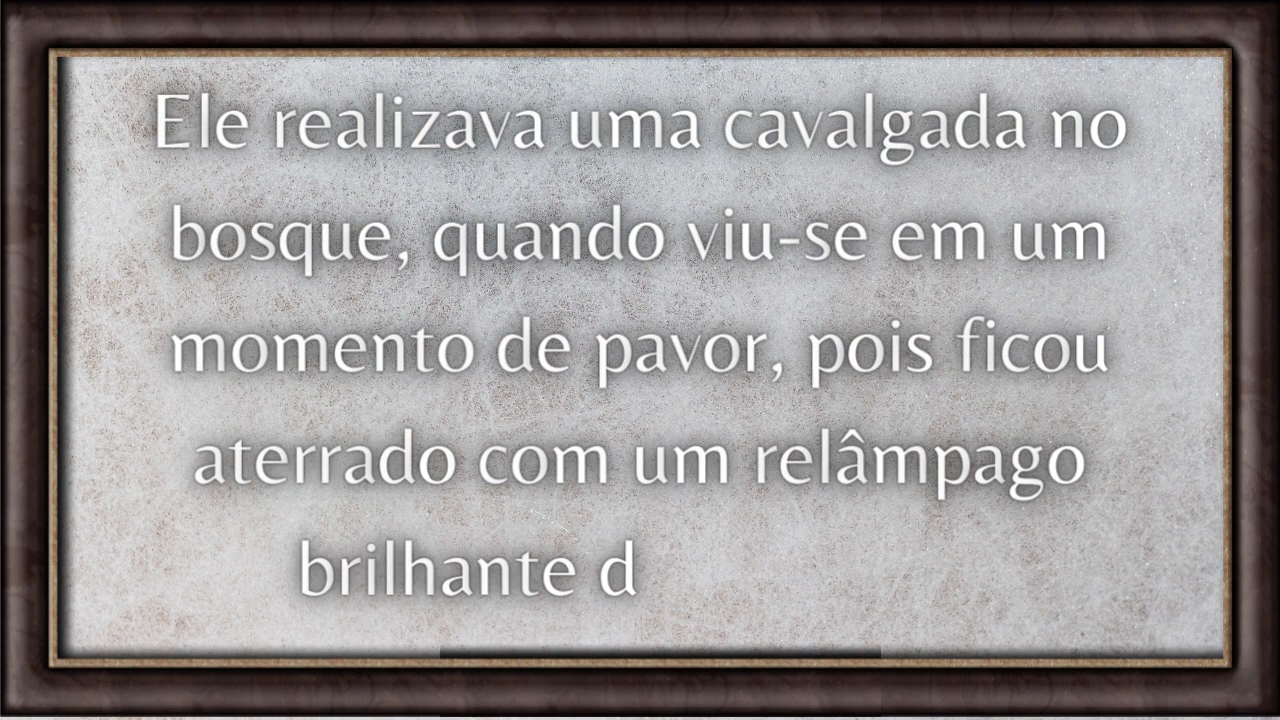 Ele realizava uma cavalgada no
bosque, quando viu-se em um
momento de pavor, pois ficou
aterrado com um relâmpago
brilhante d